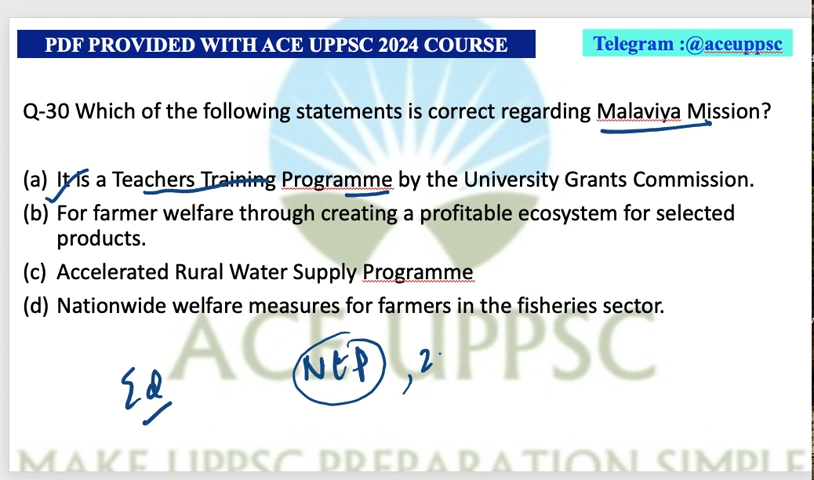 PDF PROVIDED WITH ACE UPPSC 2024 COURSE
Telegram :@aceuppsc
Q-30 Which of the following statements is correct regarding Malaviya Mission?
(a) It is a Teachers Training Programme by the University Grants Commission.
(b) For farmer welfare through creating a profitable ecosystem for selected
products.
(c) Accelerated Rural Water Supply Programme
(d) Nationwide welfare measures for farmers in the fisheries sector.
ACE UPPSC
Ed
NEP, 2
MAKE UPPSC PREPARATION SIMPLE